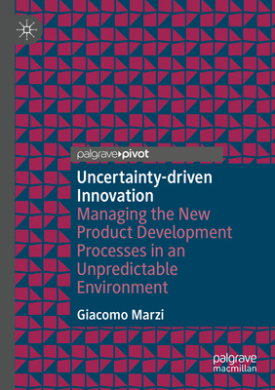 palgrave▸pivot
Uncertainty-driven
Innovation
Managing the New
Product Development
Processes in an
Unpredictable
Environment
Giacomo Marzi
palgrave
macmillan